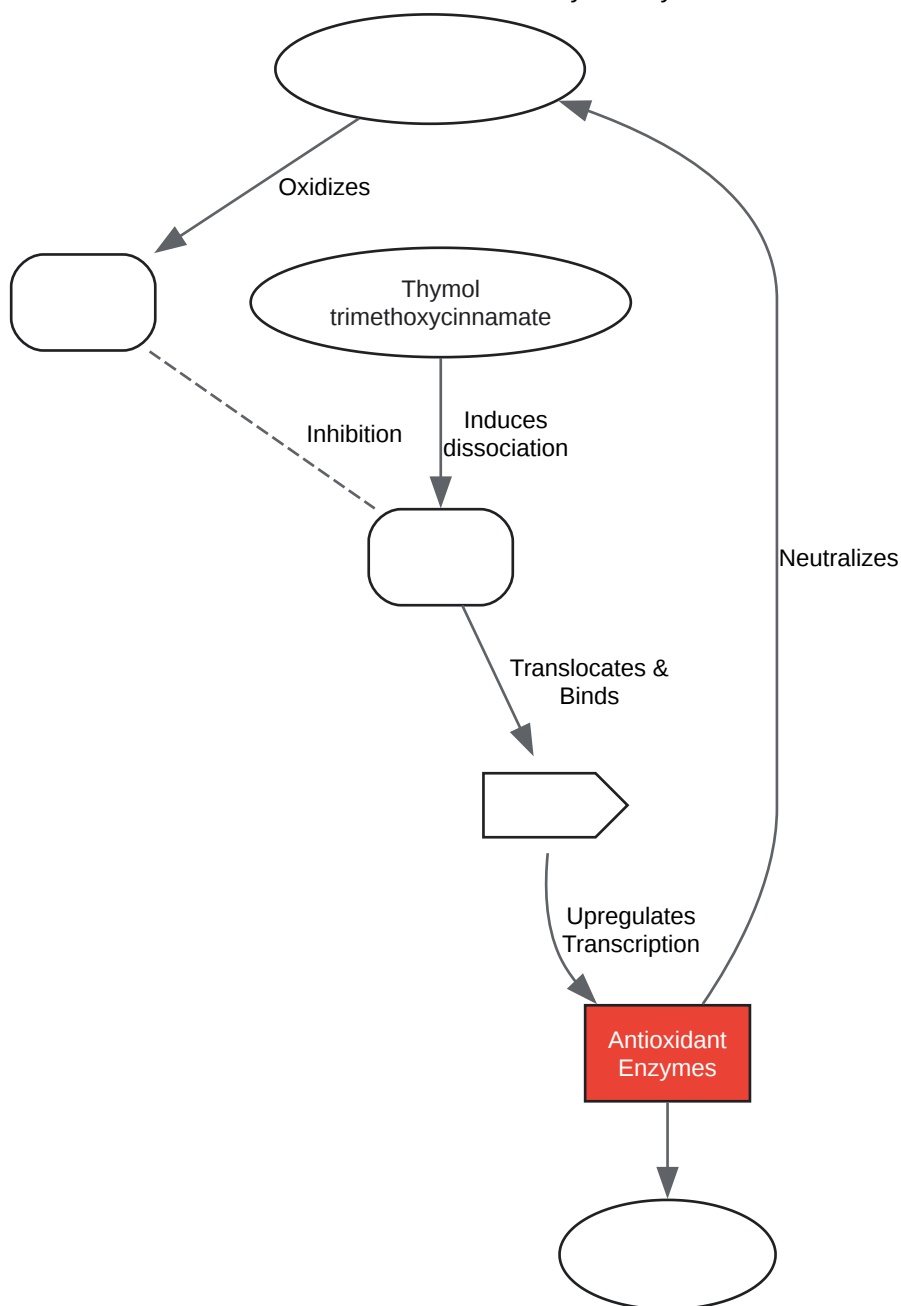 Oxidizes
Thymol
trimethoxycinnamate
Inhibition
Induces
dissociation
Neutralizes
Translocates &
Binds
Upregulates
Transcription
Antioxidant
Enzymes